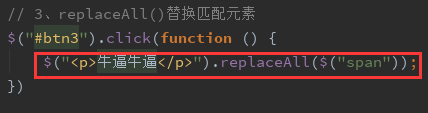 // 3、replaceAll()替换匹配元素
$("#btn3").click(function () {
    $("<p>牛逼牛逼</p>").replaceAll($("span"));
})